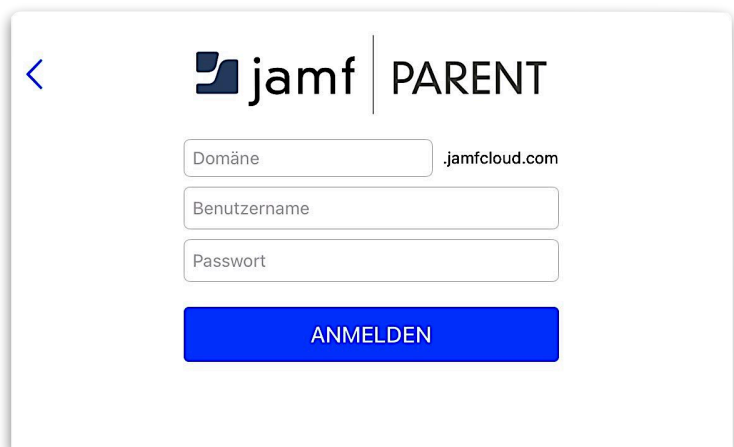 jamf PARENT
Domäne .jamfcloud.com
Benutzername
Passwort
ANMELDEN